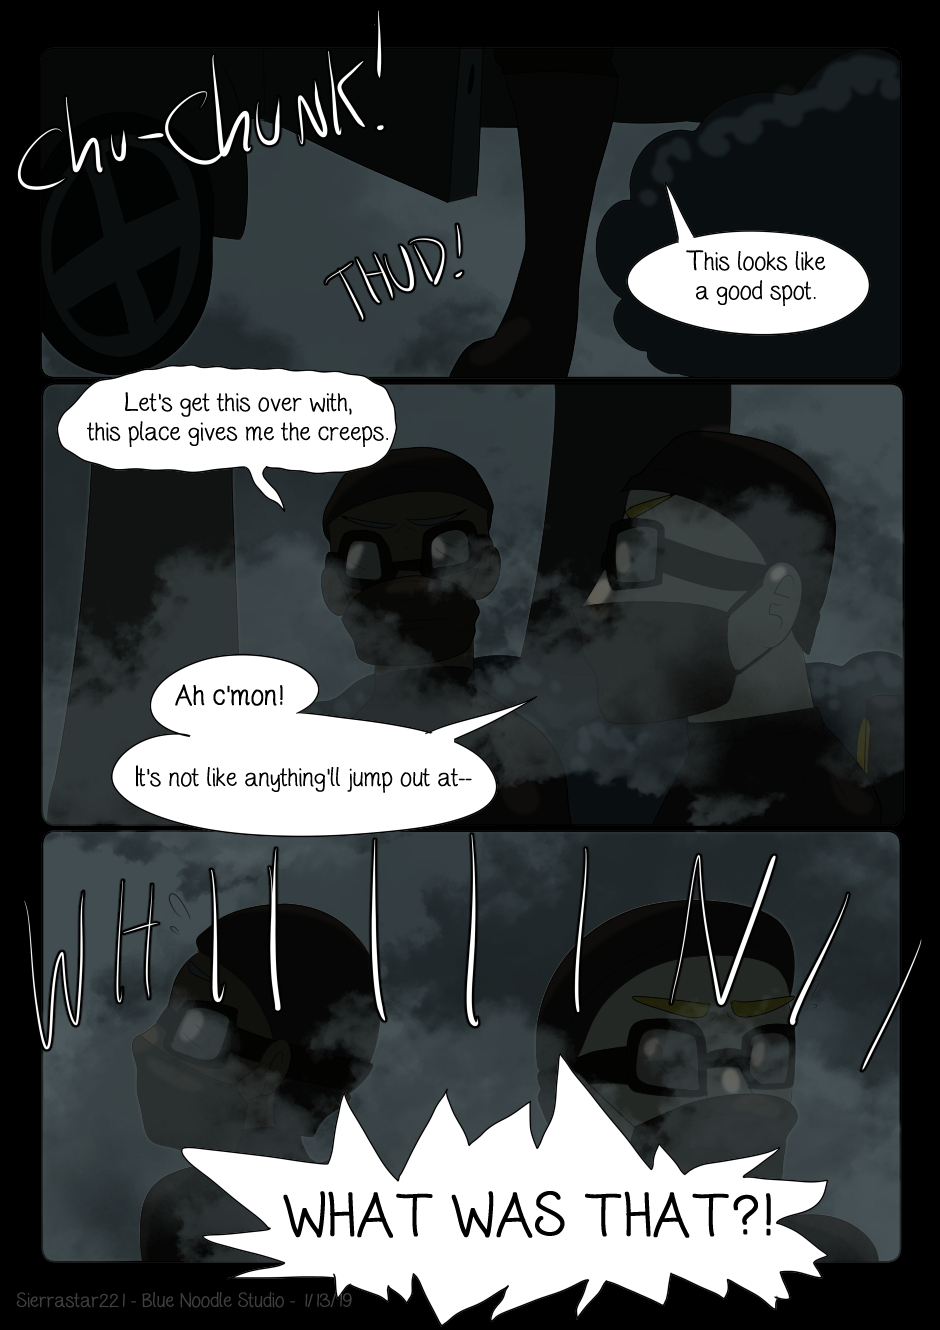 Chu-Chunk!
THUD!
This looks like
a good spot.
Let's get this over with,
this place gives me the creeps.
Ah c'mon!
It's not like anything'll jump out at--
WHIIIIIN//
WHAT WAS THAT?!
Sierrastar221 - Blue Noodle Studio - 1/13/19